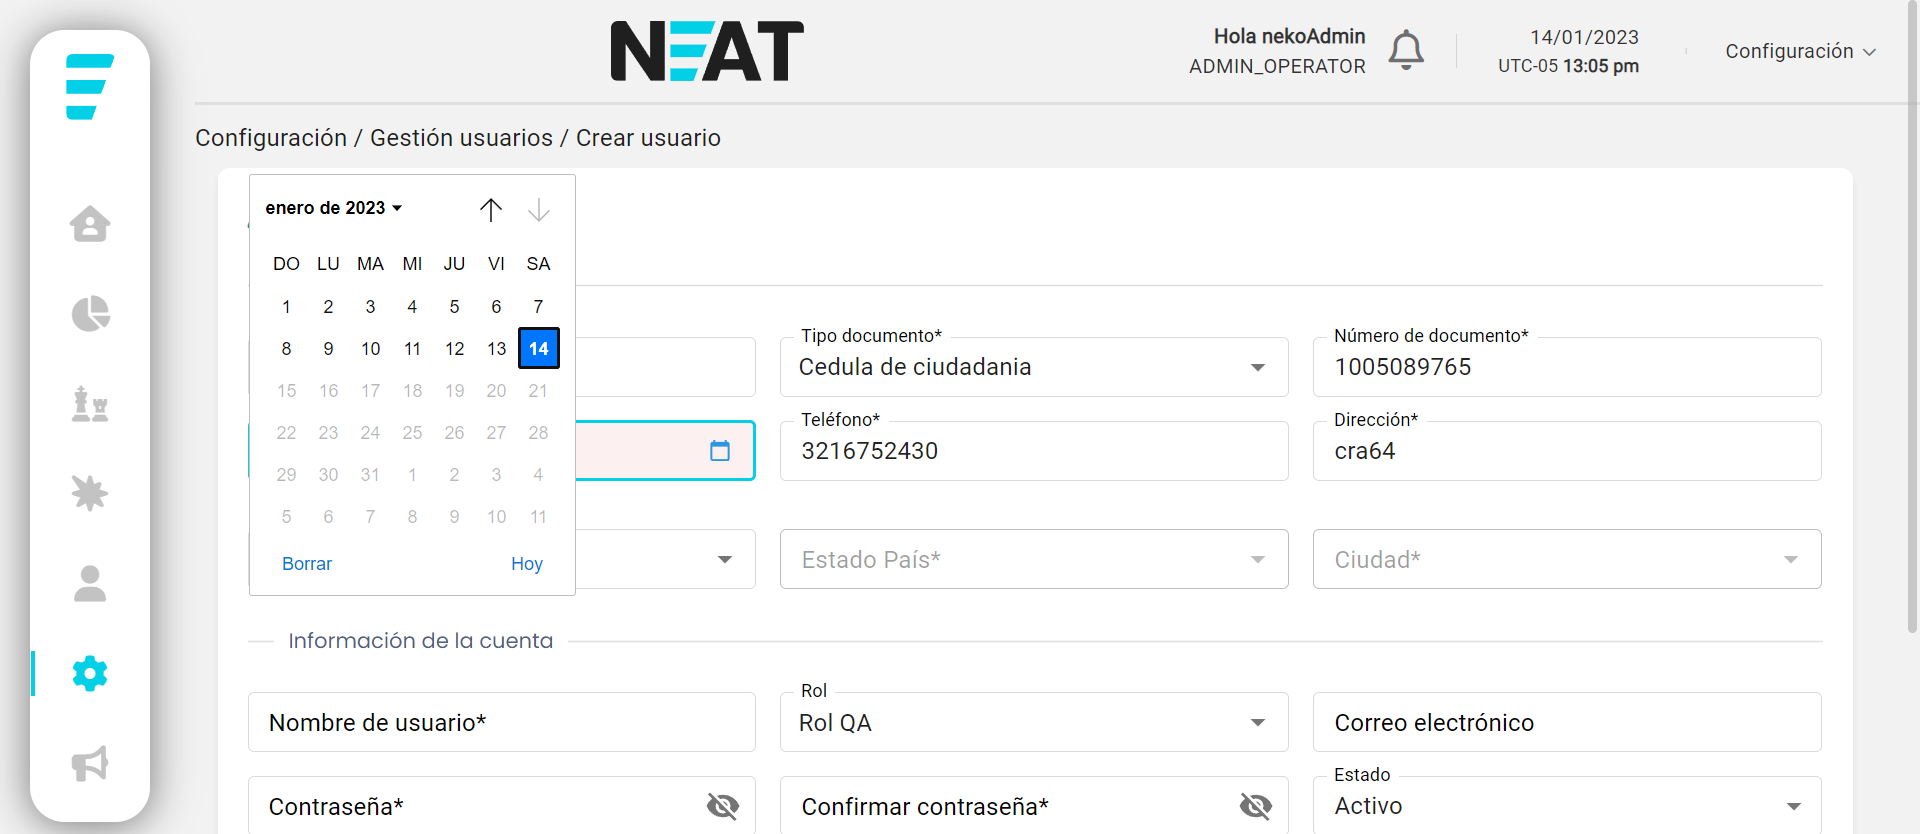 NEAT
Hola nekoAdmin
ADMIN_OPERATOR
14/01/2023
UTC-05 13:05 pm
Configuración
Configuración / Gestión usuarios / Crear usuario
enero de 2023
DO LU MA MI JU VI SA
1 2 3 4 5 6 7
8 9 10 11 12 13 14
15 16 17 18 19 20 21
22 23 24 25 26 27 28
29 30 31 1 2 3 4
5 6 7 8 9 10 11
Borrar Hoy
Tipo documento*
Cedula de ciudadania
Número de documento*
1005089765
Teléfono*
3216752430
Dirección*
cra64
Estado País*
Ciudad*
Información de la cuenta
Nombre de usuario*
Rol
Rol QA
Correo electrónico
Contraseña*
Confirmar contraseña*
Estado
Activo